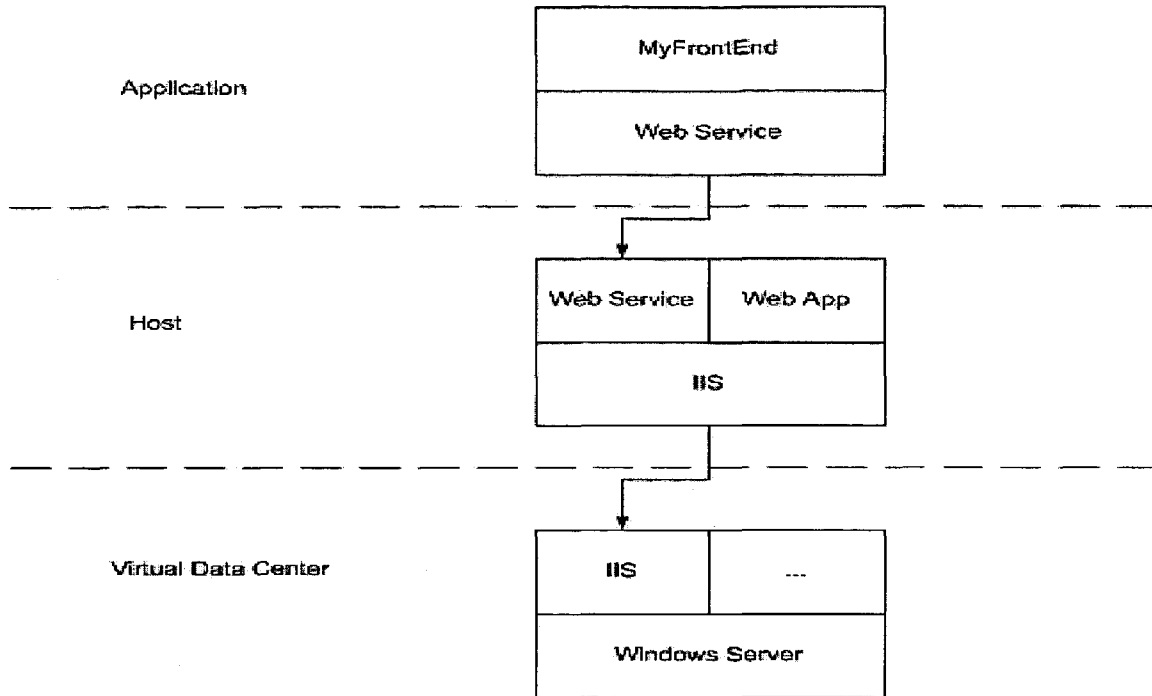 MyFrontEnd
Application
Web Service
Web Service
Web App
Host
IIS
IIS
...
Virtual Data Center
Windows Server